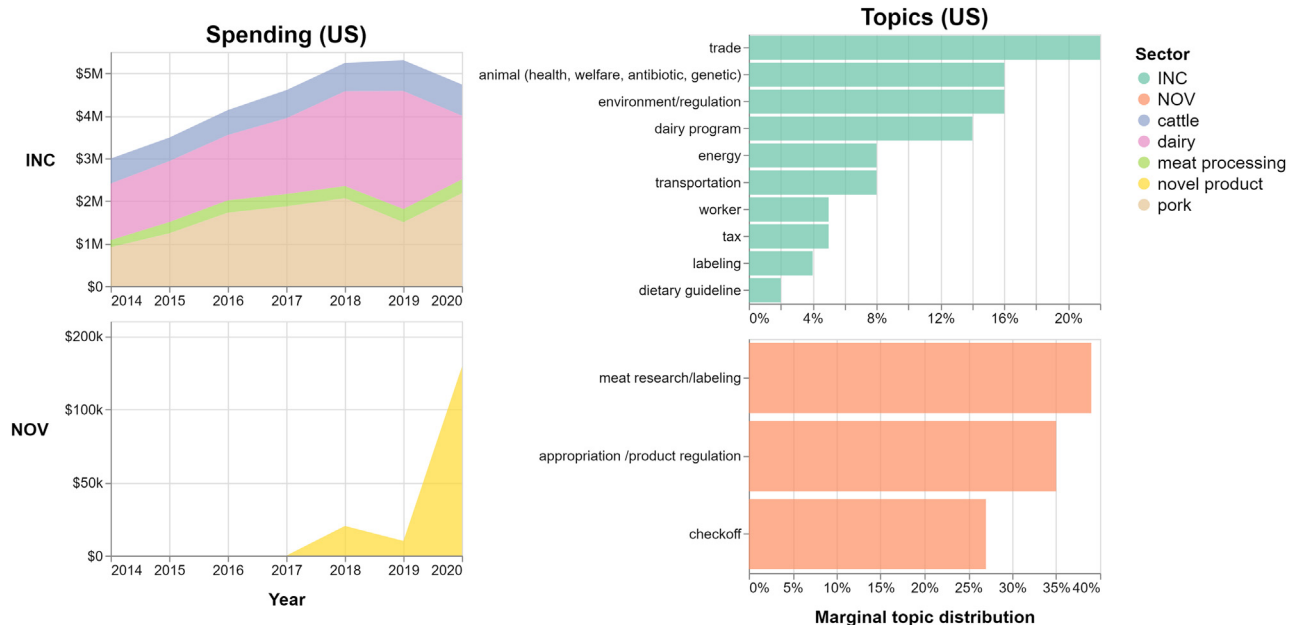 Spending (US)
INC
$5M
$4M
$3M
$2M
$1M
$0
2014 2015 2016 2017 2018 2019 2020
NOV
$200k
$100k
$50k
$0
2014 2015 2016 2017 2018 2019 2020
Year
Topics (US)
trade
animal (health, welfare, antibiotic, genetic)
environment/regulation
dairy program
energy
transportation
worker
tax
labeling
dietary guideline
0% 4% 8% 12% 16% 20%
meat research/labeling
appropriation /product regulation
checkoff
0% 5% 10% 15% 20% 25% 30% 35% 40%
Marginal topic distribution
Sector
INC
NOV
cattle
dairy
meat processing
novel product
pork